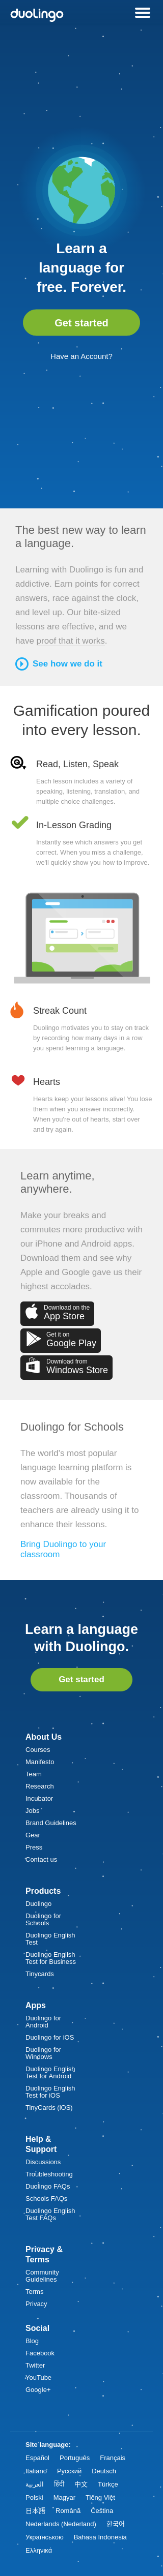 duolingo
Learn a
language for
free. Forever.
Get started
Have an Account?
The best new way to learn
a language.
Learning with Duolingo is fun and
addictive. Earn points for correct
answers, race against the clock,
and level up. Our bite-sized
lessons are effective, and we
have proof that it works.
See how we do it
Gamification poured
into every lesson.
Read, Listen, Speak
Each lesson includes a variety of
speaking, listening, translation, and
multiple choice challenges.
In-Lesson Grading
Instantly see which answers you get
correct. When you miss a challenge,
we'll quickly show you how to improve.
Streak Count
Duolingo motivates you to stay on track
by recording how many days in a row
you spend learning a language.
Hearts
Hearts keep your lessons alive! You lose
them when you answer incorrectly.
When you're out of hearts, start over
and try again.
Learn anytime,
anywhere.
Make your breaks and
commutes more productive with
our iPhone and Android apps.
Download them and see why
Apple and Google gave us their
highest accolades.
Download on the
App Store
Get it on
Google Play
Download from
Windows Store
Duolingo for Schools
The world's most popular
language learning platform is
now available for the
classroom. Thousands of
teachers are already using it to
enhance their lessons.
Bring Duolingo to your
classroom
Learn a language
with Duolingo.
Get started
About Us
Courses
Manifesto
Team
Research
Incubator
Jobs
Brand Guidelines
Gear
Press
Contact us
Products
Duolingo
Duolingo for
Schools
Duolingo English
Test
Duolingo English
Test for Business
Tinycards
Apps
Duolingo for
Android
Duolingo for iOS
Duolingo for
Windows
Duolingo English
Test for Android
Duolingo English
Test for iOS
TinyCards (iOS)
Help &
Support
Discussions
Troubleshooting
Duolingo FAQs
Schools FAQs
Duolingo English
Test FAQs
Privacy &
Terms
Community
Guidelines
Terms
Privacy
Social
Blog
Facebook
Twitter
YouTube
Google+
Site language:
Español Português Français
Italiano Русский Deutsch
العربية हिंदी 中文 Türkçe
Polski Magyar Tiếng Việt
日本語 Română Čeština
Nederlands (Nederland) 한국어
Українською Bahasa Indonesia
Ελληνικά